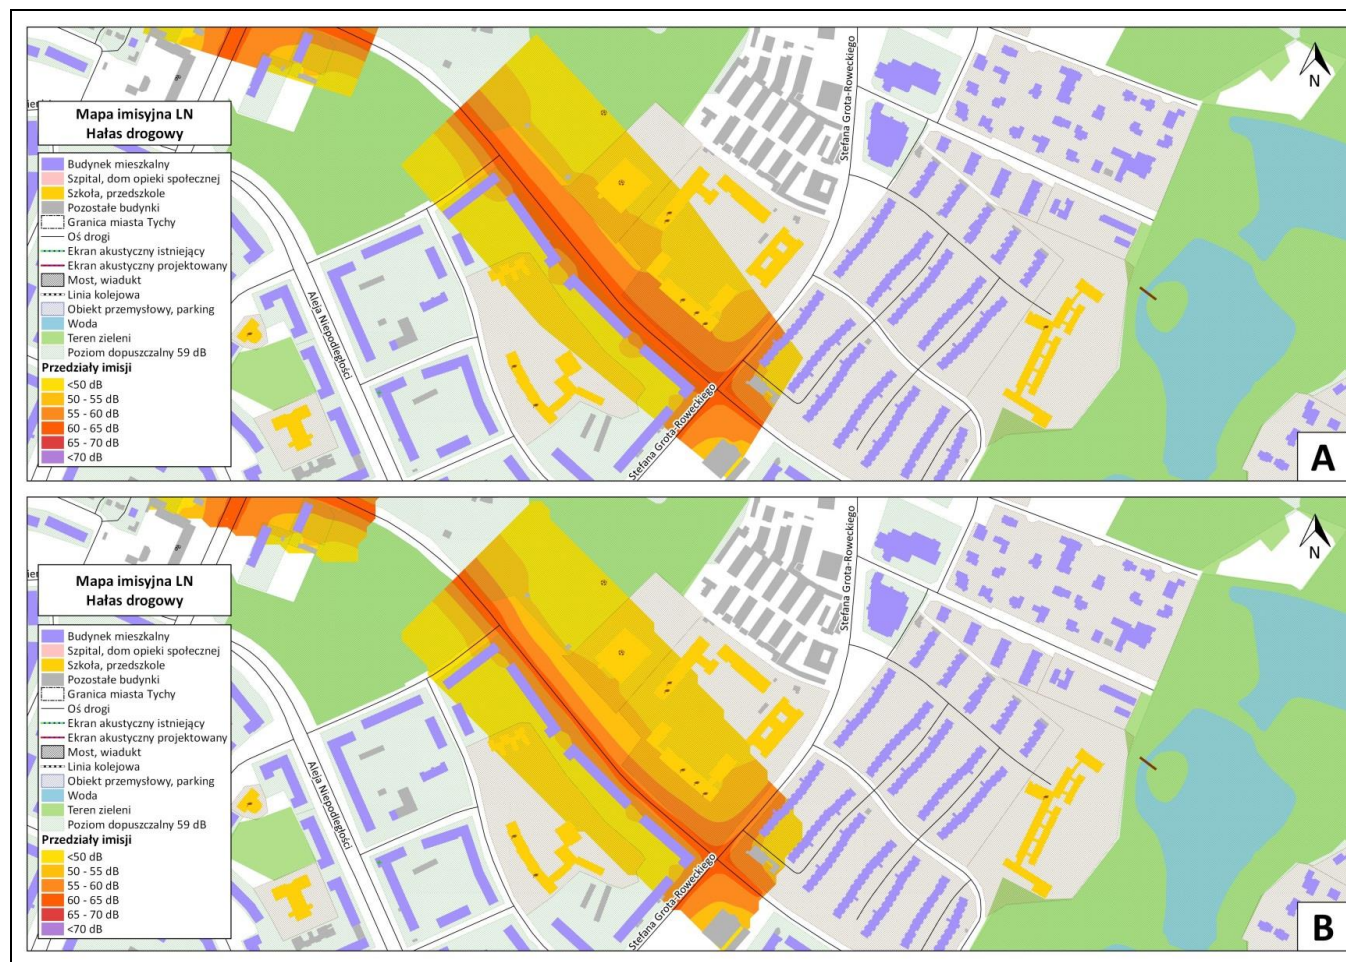 Mapa imisyjna LN
Hałas drogowy
Budynek mieszkalny
Szpital, dom opieki społecznej
Szkoła, przedszkole
Pozostałe budynki
Granica miasta Tychy
Oś drogi
Ekran akustyczny istniejący
Ekran akustyczny projektowany
Most, wiadukt
Linia kolejowa
Obiekt przemysłowy, parking
Woda
Teren zieleni
Poziom dopuszczalny 59 dB
Przedziały imisji
<50 dB
50 - 55 dB
55 - 60 dB
60 - 65 dB
65 - 70 dB
<70 dB
Aleja Niepodległości
Stefana Grota-Roweckiego
Stefana Grota-Roweckiego
N
A
Mapa imisyjna LN
Hałas drogowy
Budynek mieszkalny
Szpital, dom opieki społecznej
Szkoła, przedszkole
Pozostałe budynki
Granica miasta Tychy
Oś drogi
Ekran akustyczny istniejący
Ekran akustyczny projektowany
Most, wiadukt
Linia kolejowa
Obiekt przemysłowy, parking
Woda
Teren zieleni
Poziom dopuszczalny 59 dB
Przedziały imisji
<50 dB
50 - 55 dB
55 - 60 dB
60 - 65 dB
65 - 70 dB
<70 dB
Aleja Niepodległości
Stefana Grota-Roweckiego
Stefana Grota-Roweckiego
N
B